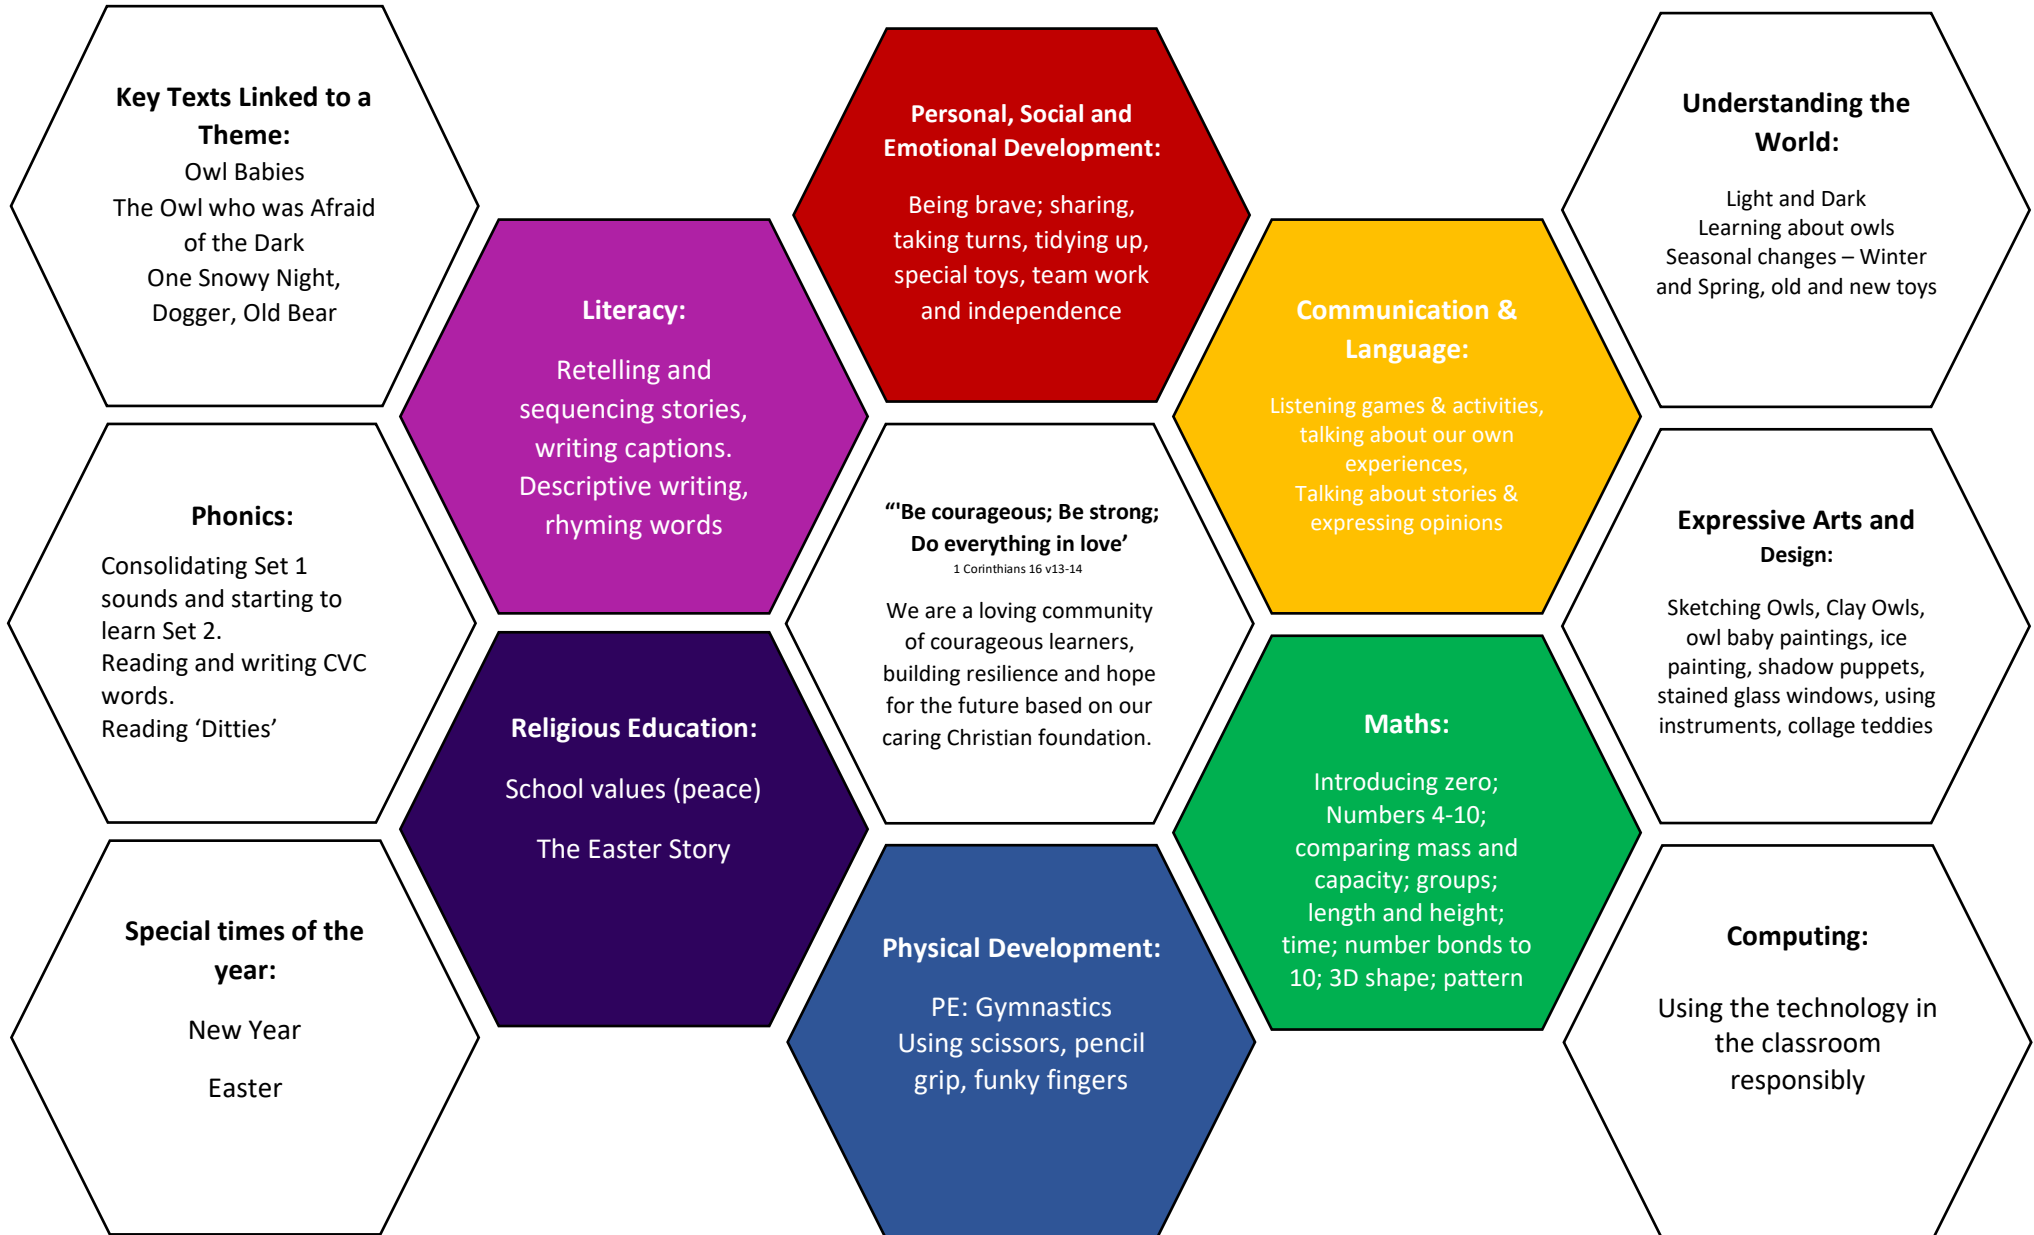 Key Texts Linked to a
Theme:
Owl Babies
The Owl who was Afraid
of the Dark
One Snowy Night,
Dogger, Old Bear
Phonics:
Consolidating Set 1
sounds and starting to
learn Set 2.
Reading and writing CVC
words.
Reading ‘Ditties’
Special times of the
year:
New Year
Easter
Literacy:
Retelling and
sequencing stories,
writing captions.
Descriptive writing,
rhyming words
Religious Education:
School values (peace)
The Easter Story
Personal, Social and
Emotional Development:
Being brave; sharing,
taking turns, tidying up,
special toys, team work
and independence
“'Be courageous; Be strong;
Do everything in love’
1 Corinthians 16 v13-14
We are a loving community
of courageous learners,
building resilience and hope
for the future based on our
caring Christian foundation.
Physical Development:
PE: Gymnastics
Using scissors, pencil
grip, funky fingers
Communication &
Language:
Listening games & activities,
talking about our own
experiences,
Talking about stories &
expressing opinions
Maths:
Introducing zero;
Numbers 4-10;
comparing mass and
capacity; groups;
length and height;
time; number bonds to
10; 3D shape; pattern
Understanding the
World:
Light and Dark
Learning about owls
Seasonal changes – Winter
and Spring, old and new toys
Expressive Arts and
Design:
Sketching Owls, Clay Owls,
owl baby paintings, ice
painting, shadow puppets,
stained glass windows, using
instruments, collage teddies
Computing:
Using the technology in
the classroom
responsibly